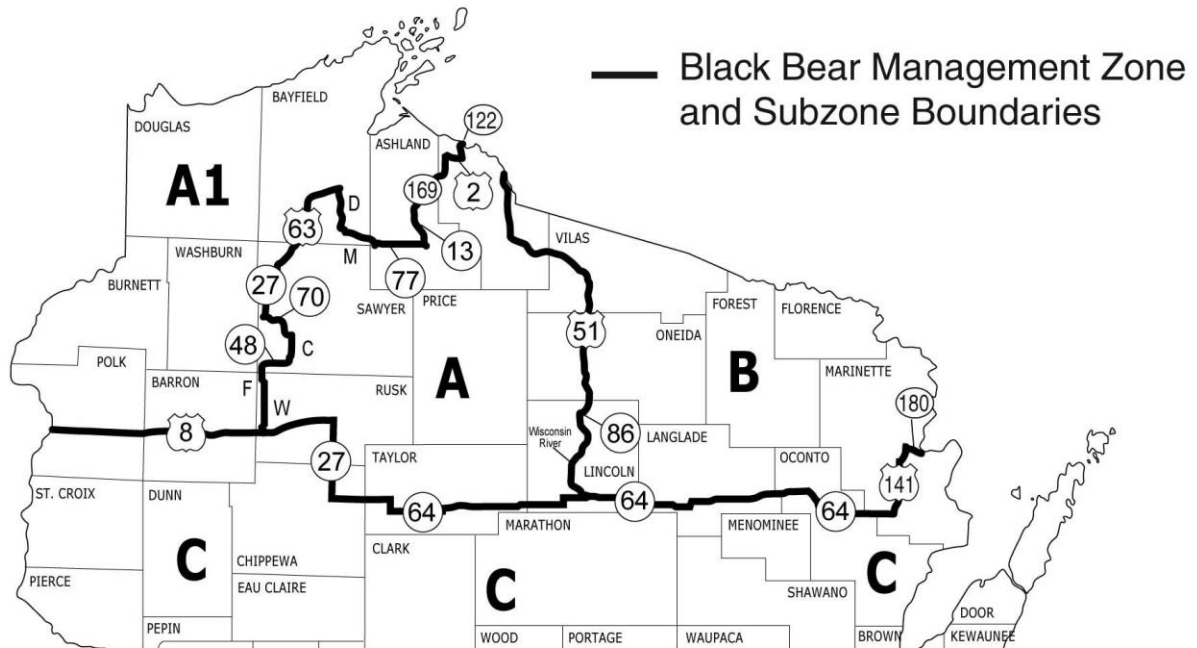 Black Bear Management Zone
and Subzone Boundaries
BAYFIELD
DOUGLAS
ASHLAND
122
A1
169
2
D
63
WASHBURN
M
13
VILAS
77
27
70
BURNETT
SAWYER
PRICE
FOREST
FLORENCE
51
ONEIDA
48
C
POLK
A
B
MARINETTE
BARRON
F
RUSK
180
W
8
86
Wisconsin
River
LANGLADE
TAYLOR
27
LINCOLN
OCONTO
141
ST. CROIX
DUNN
64
64
64
MARATHON
MENOMINEE
CLARK
C
CHIPPEWA
C
C
PIERCE
EAU CLAIRE
SHAWANO
DOOR
PEPIN
WOOD
PORTAGE
WAUPACA
BROWN
KEWAUNEE